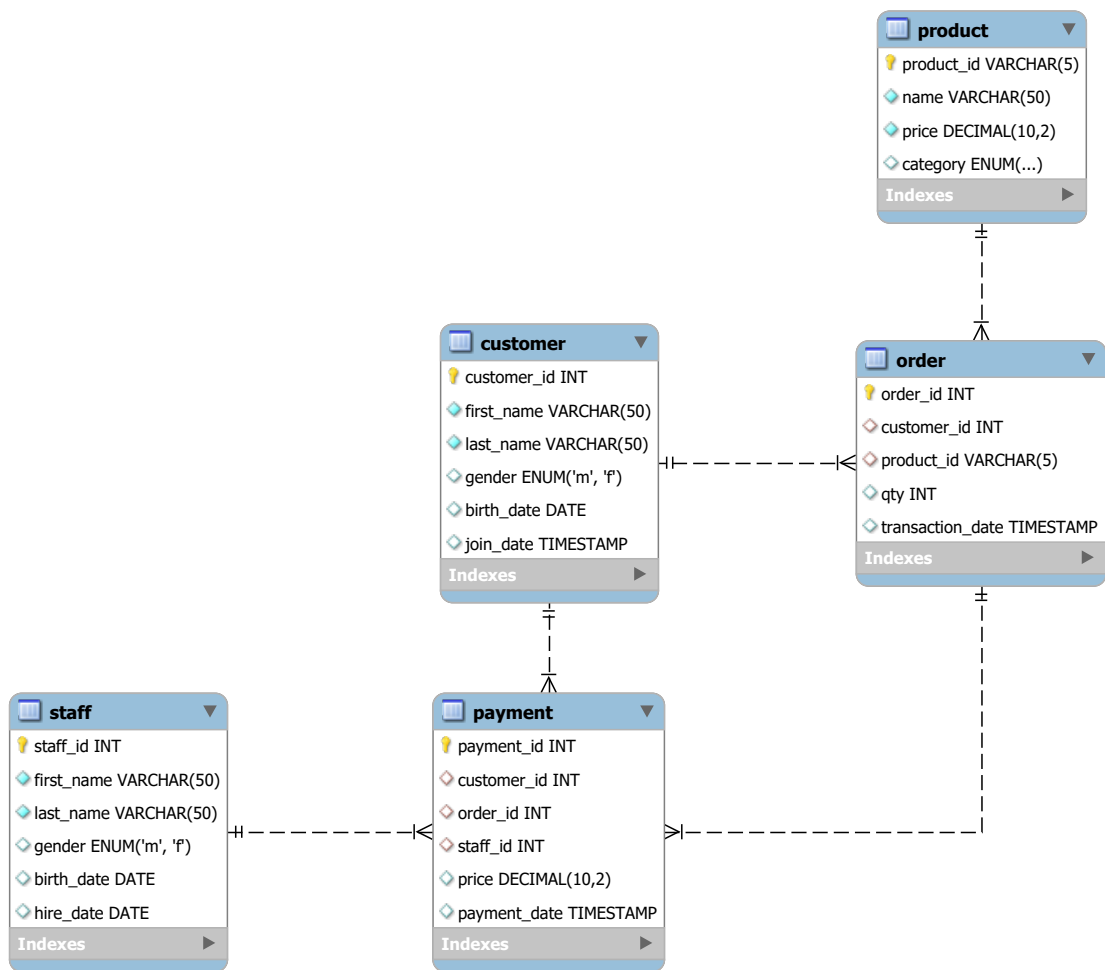 product
product_id VARCHAR(5)
name VARCHAR(50)
price DECIMAL(10,2)
category ENUM(...)
Indexes
customer
customer_id INT
first_name VARCHAR(50)
last_name VARCHAR(50)
gender ENUM('m', 'f')
birth_date DATE
join_date TIMESTAMP
Indexes
order
order_id INT
customer_id INT
product_id VARCHAR(5)
qty INT
transaction_date TIMESTAMP
Indexes
staff
staff_id INT
first_name VARCHAR(50)
last_name VARCHAR(50)
gender ENUM('m', 'f')
birth_date DATE
hire_date DATE
Indexes
payment
payment_id INT
customer_id INT
order_id INT
staff_id INT
price DECIMAL(10,2)
payment_date TIMESTAMP
Indexes